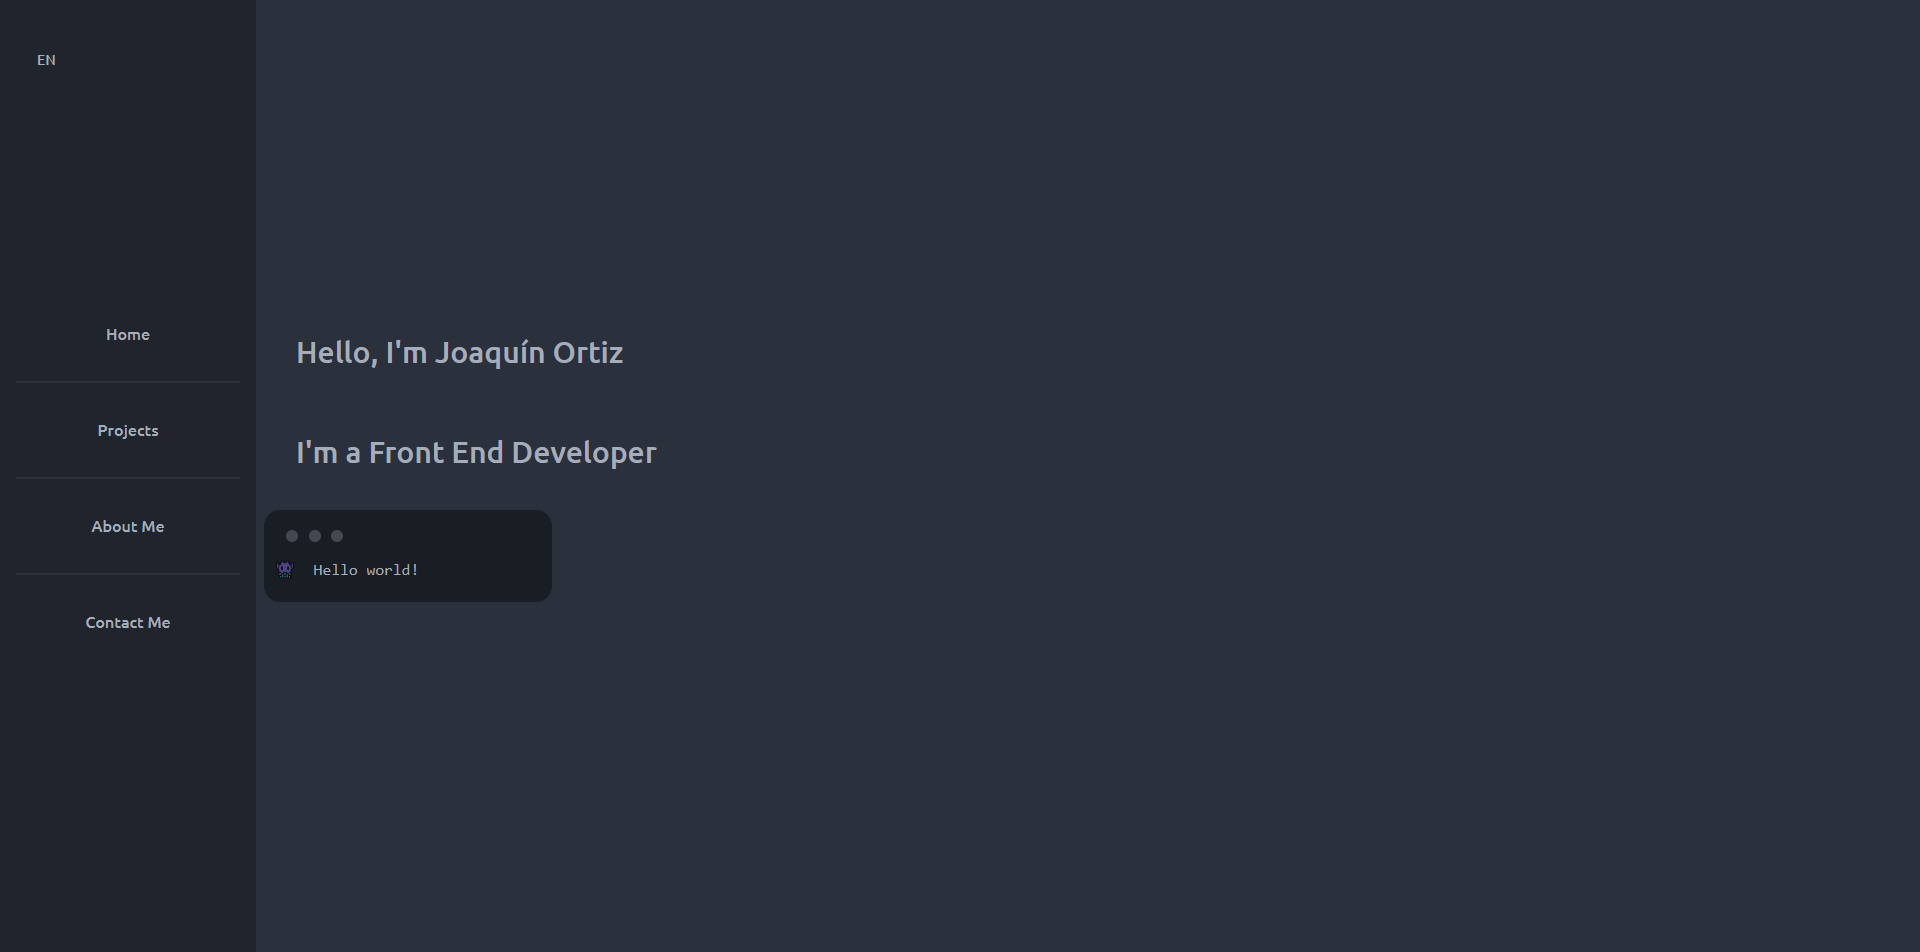 EN
Home
Projects
About Me
Contact Me
Hello, I'm Joaquín Ortiz
I'm a Front End Developer
Hello world!